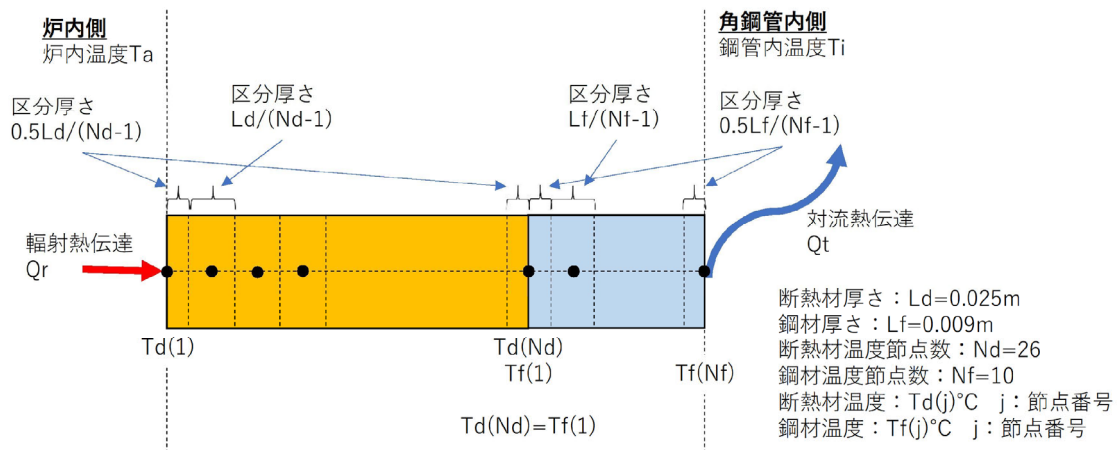 炉内側
炉内温度Ta
角鋼管内側
鋼管内温度Ti
区分厚さ
0.5Ld/(Nd-1)
区分厚さ
Ld/(Nd-1)
区分厚さ
Lf/(Nf-1)
区分厚さ
0.5Lf/(Nf-1)
輻射熱伝達
Qr
対流熱伝達
Qt
Td(1)
Td(Nd)
Tf(1)
Tf(Nf)
Td(Nd)=Tf(1)
断熱材厚さ：Ld=0.025m
鋼材厚さ：Lf=0.009m
断熱材温度節点数：Nd=26
鋼材温度節点数：Nf=10
断熱材温度：Td(j)°C　j：節点番号
鋼材温度：Tf(j)°C　j：節点番号